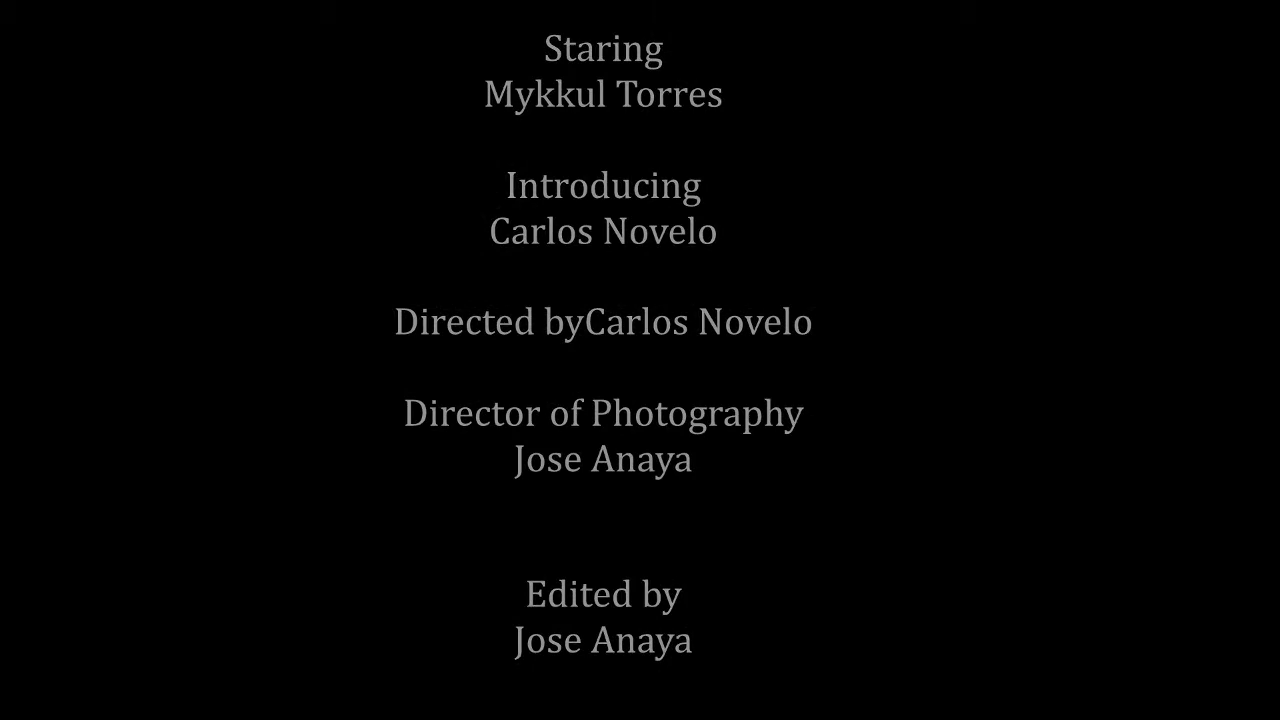 Staring
Mykkul Torres
Introducing
Carlos Novelo
Directed byCarlos Novelo
Director of Photography
Jose Anaya
Edited by
Jose Anaya